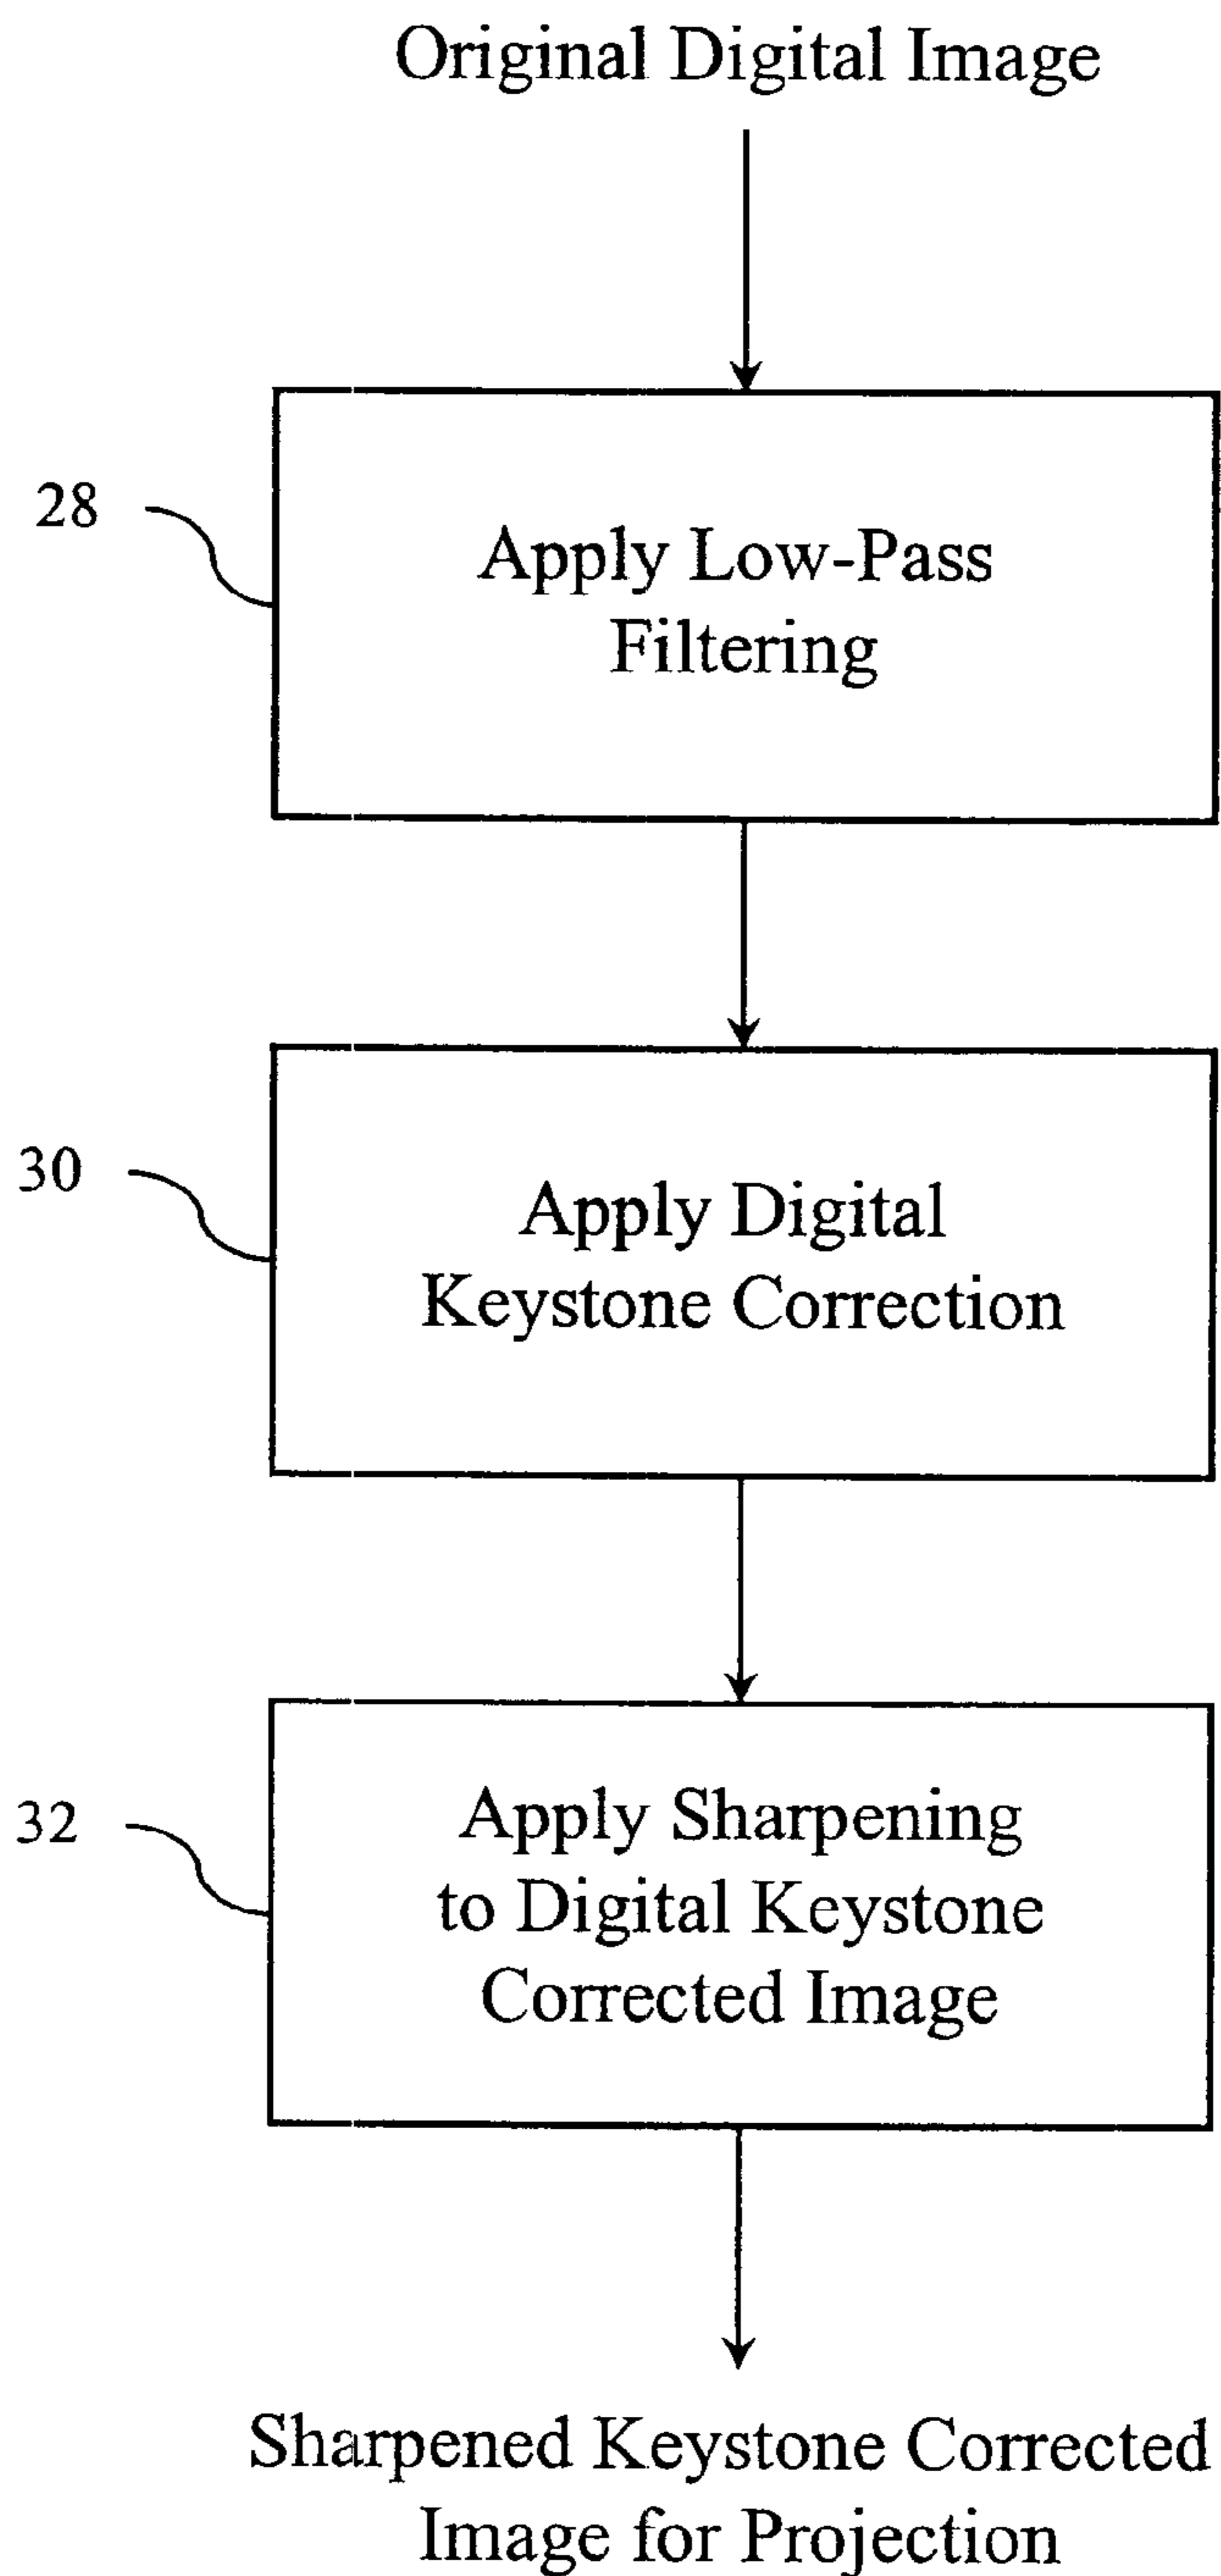 Original Digital Image
28
Apply Low-Pass
Filtering
30
Apply Digital
Keystone Correction
32
Apply Sharpening
to Digital Keystone
Corrected Image
Sharpened Keystone Corrected
Image for Projection